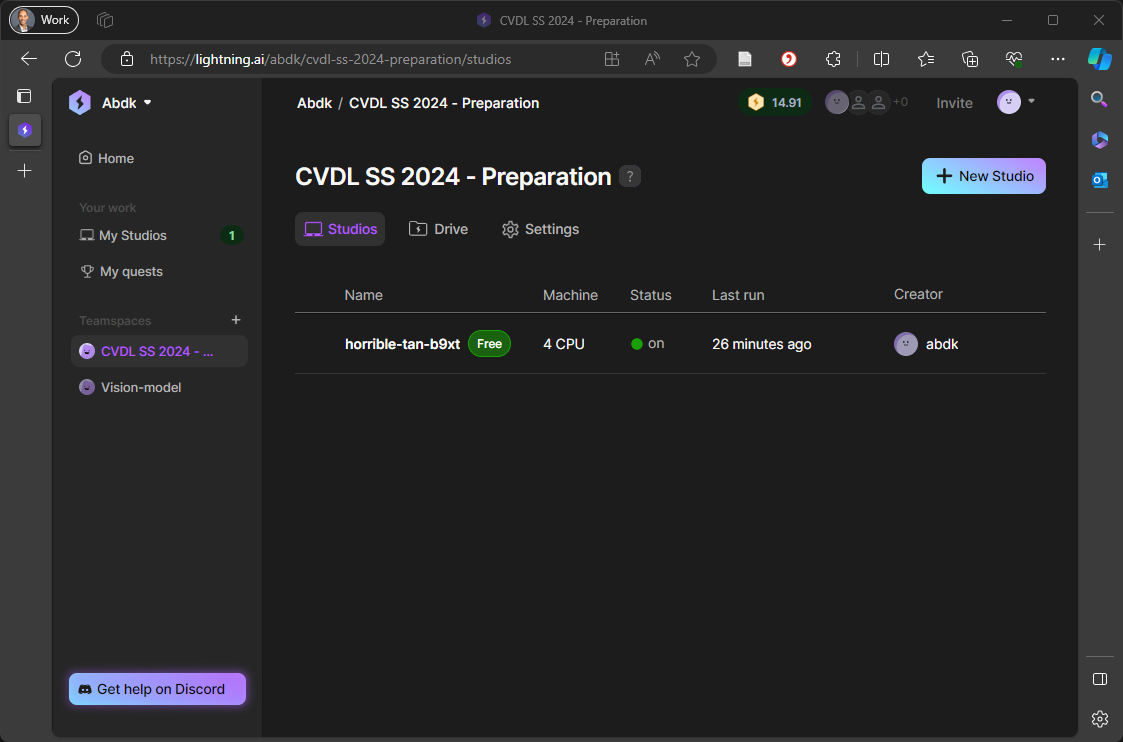 Work
CVDL SS 2024 - Preparation
https://lightning.ai/abdk/cvdl-ss-2024-preparation/studios
Abdk
Abdk / CVDL SS 2024 - Preparation
14.91
+0
Invite
Home
Your work
My Studios
1
My quests
Teamspaces
CVDL SS 2024 - ...
Vision-model
Get help on Discord
CVDL SS 2024 - Preparation
?
+ New Studio
Studios
Drive
Settings
Name Machine Status Last run Creator
horrible-tan-b9xt Free 4 CPU on 26 minutes ago abdk